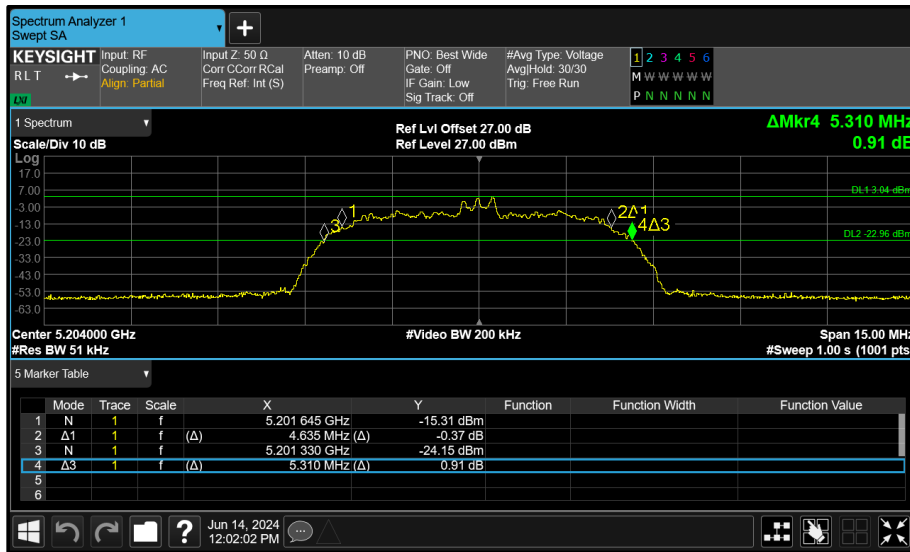 Spectrum Analyzer 1
Swept SA
KEYSIGHT Input: RF Input Z: 50 Ω Atten: 10 dB PNO: Best Wide #Avg Type: Voltage 1 2 3 4 5 6
R L T Coupling: AC Corr CCorr RCal Preamp: Off Gate: Off Avg|Hold: 30/30 M W W W W W
Align: Partial Freq Ref: Int (S) IF Gain: Low Trig: Free Run
LXI Sig Track: Off P N N N N N
1 Spectrum Ref Lvl Offset 27.00 dB ΔMkr4 5.310 MHz
Scale/Div 10 dB Ref Level 27.00 dBm 0.91 dB
Log
17.0
7.00 DL1 3.04 dBm
-3.00
1 2Δ1
-13.0
3 4Δ3
-23.0 DL2 -22.96 dBm
-33.0
-43.0
-53.0
-63.0
Center 5.204000 GHz #Video BW 200 kHz Span 15.00 MHz
#Res BW 51 kHz #Sweep 1.00 s (1001 pts
5 Marker Table
Mode Trace Scale X Y Function Function Width Function Value
1 N 1 f 5.201 645 GHz -15.31 dBm
2 Δ1 1 f (Δ) 4.635 MHz (Δ) -0.37 dB
3 N 1 f 5.201 330 GHz -24.15 dBm
4 Δ3 1 f (Δ) 5.310 MHz (Δ) 0.91 dB
5
6
? Jun 14, 2024
12:02:02 PM